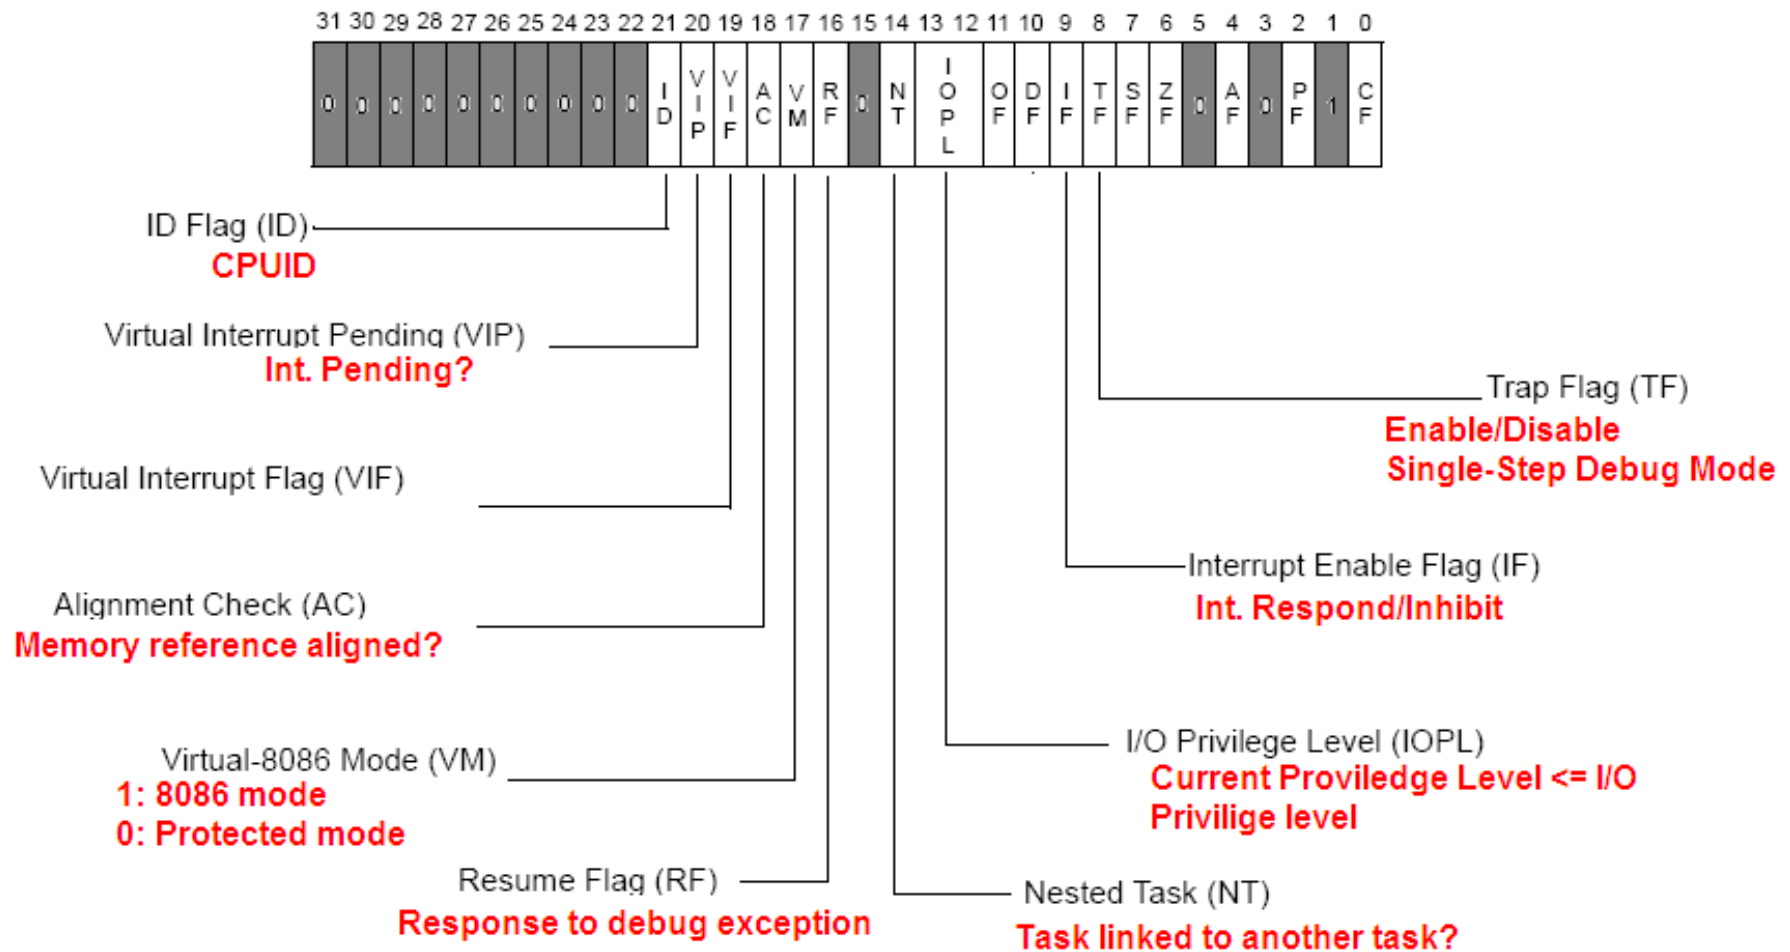 31 30 29 28 27 26 25 24 23 22 21 20 19 18 17 16 15 14 13 12 11 10 9 8 7 6 5 4 3 2 1 0
0 0 0 0 0 0 0 0 0 0 ID VIP VIF AC VM RF 0 NT IOPL OF DF IF TF SF ZF 0 AF 0 PF 1 CF
ID Flag (ID)
CPUID
Virtual Interrupt Pending (VIP)
Int. Pending?
Trap Flag (TF)
Enable/Disable
Single-Step Debug Mode
Virtual Interrupt Flag (VIF)
Interrupt Enable Flag (IF)
Int. Respond/Inhibit
Alignment Check (AC)
Memory reference aligned?
I/O Privilege Level (IOPL)
Current Proviledge Level <= I/O
Privilige level
Virtual-8086 Mode (VM)
1: 8086 mode
0: Protected mode
Resume Flag (RF)
Response to debug exception
Nested Task (NT)
Task linked to another task?